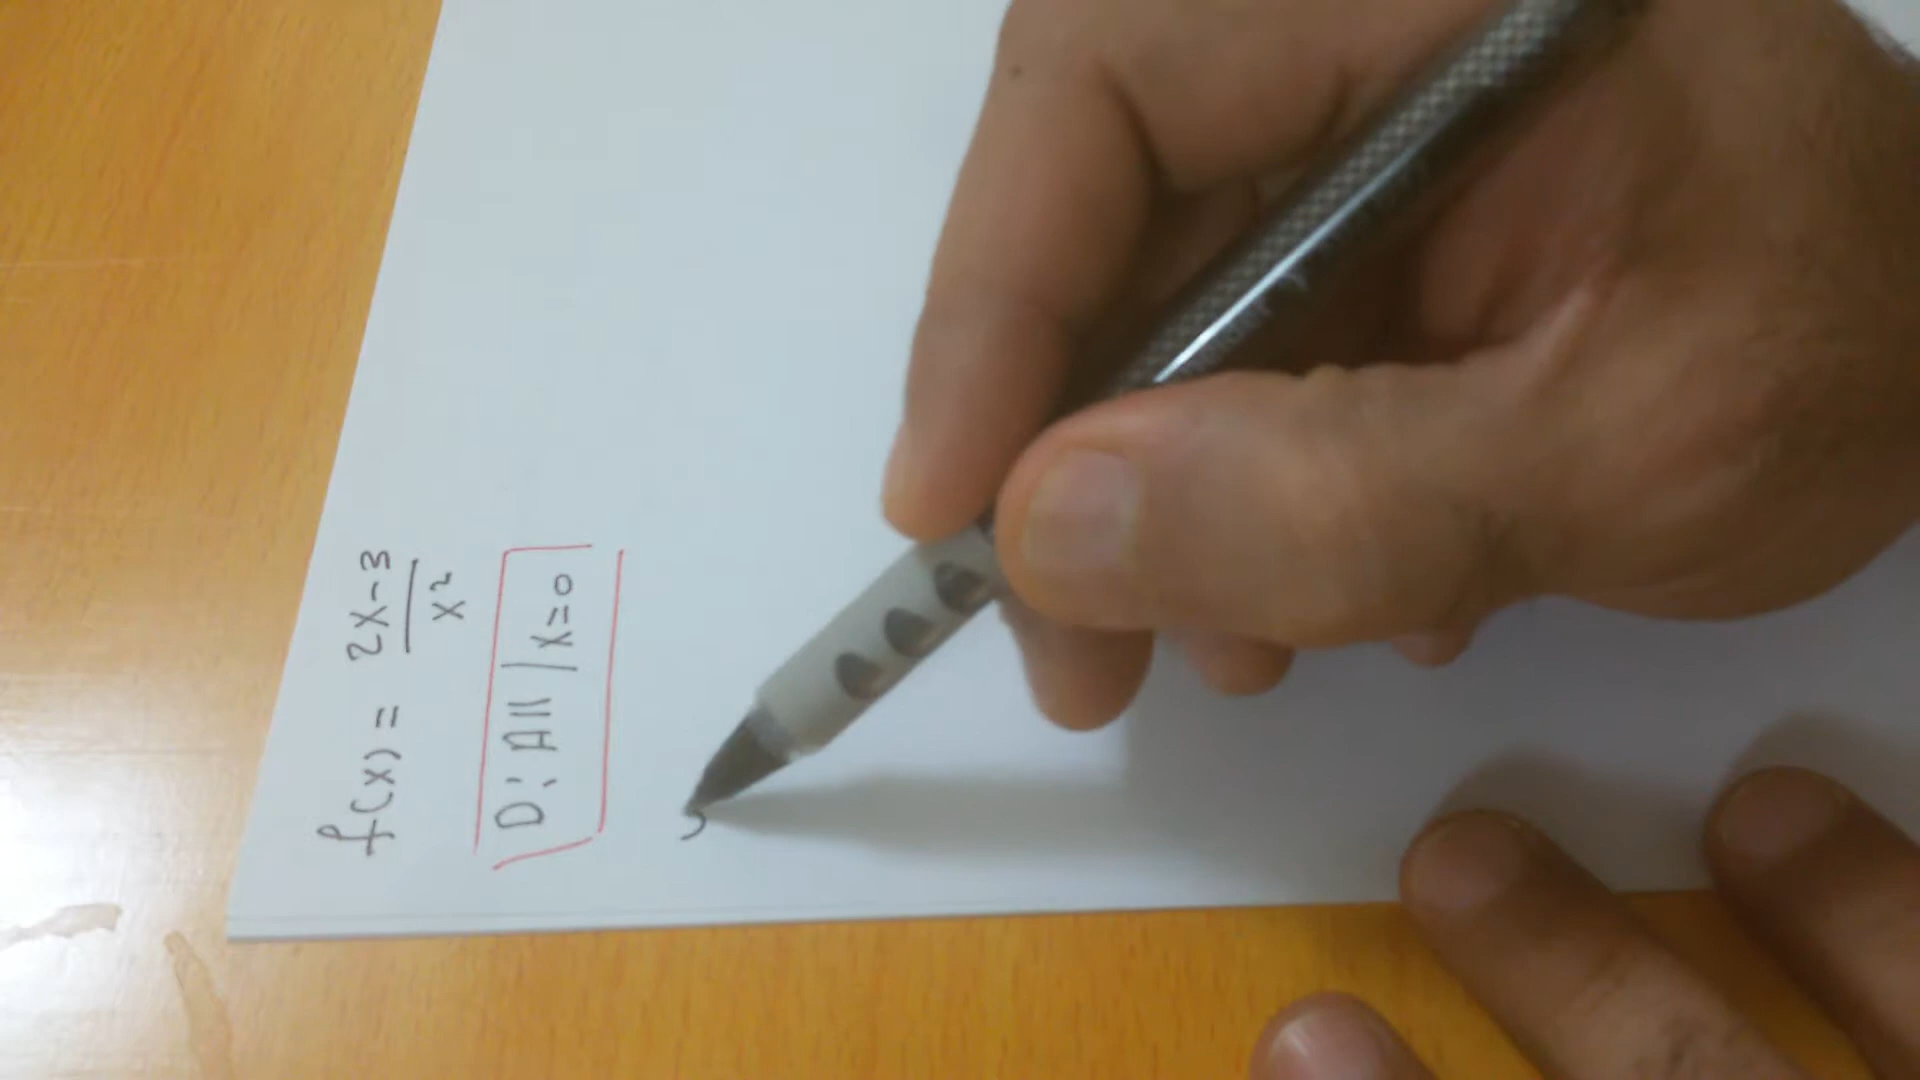 f(x) = 2x-3 / x²
D: All / x=0